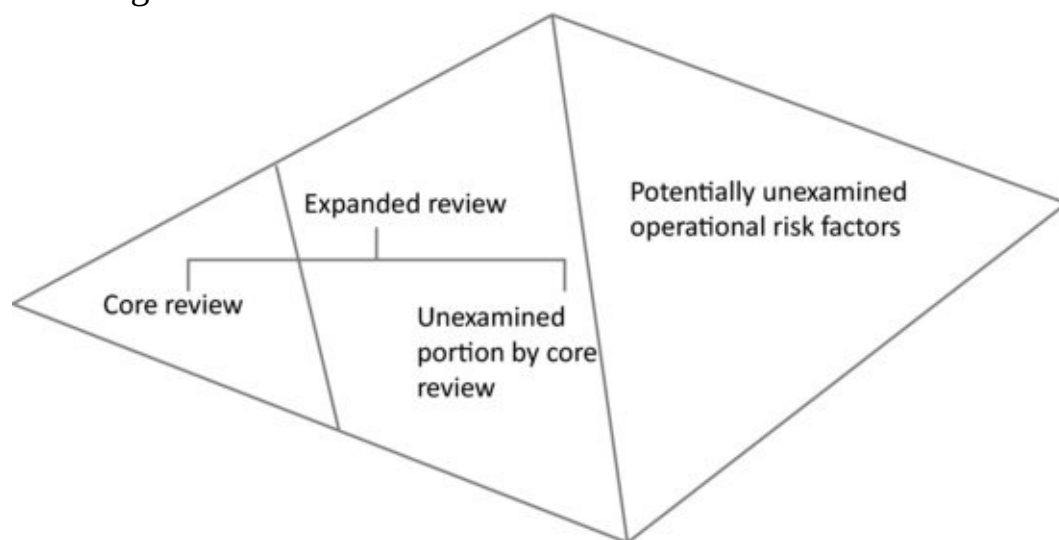 Expanded review
Potentially unexamined
operational risk factors
Core review
Unexamined
portion by core
review